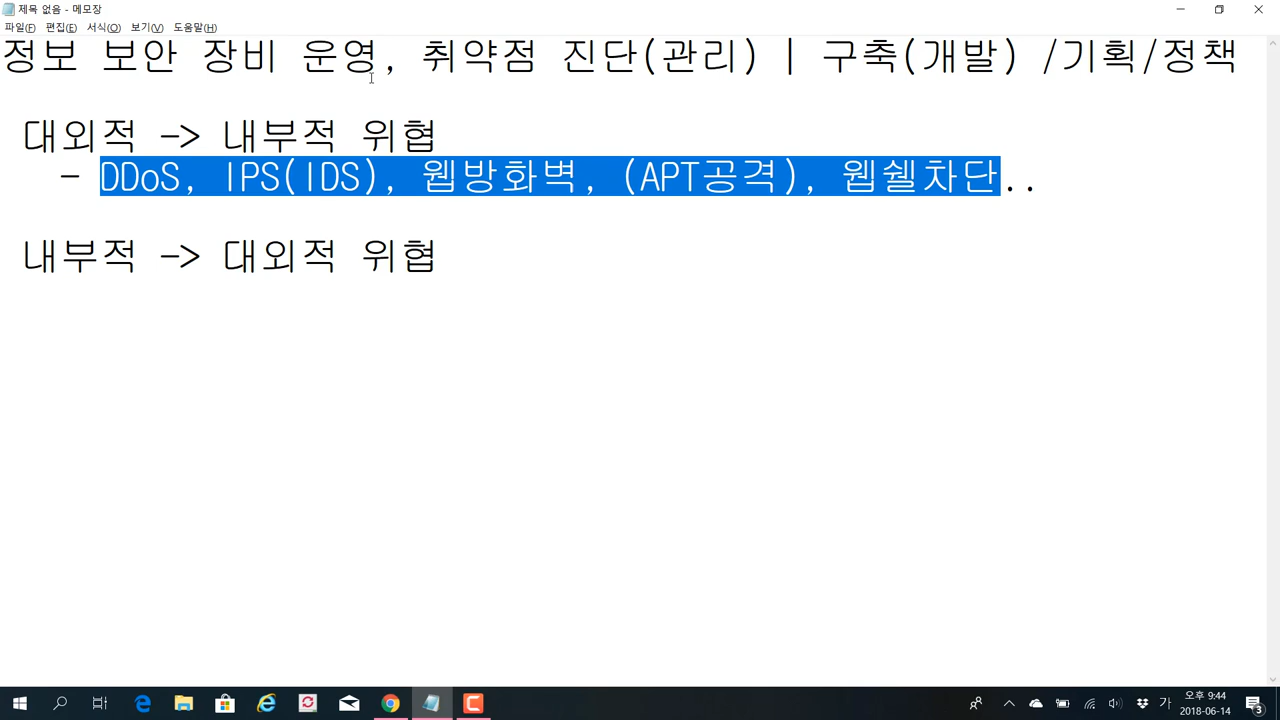 제목 없음 - 메모장
파일(F) 편집(E) 서식(O) 보기(V) 도움말(H)
정보 보안 장비 운영, 취약점 진단(관리) | 구축(개발) /기획/정책
대외적 -> 내부적 위협
- DDoS, IPS(IDS), 웹방화벽, (APT공격), 웹쉘차단..
내부적 -> 대외적 위협
가
오후 9:44
2018-06-14
3